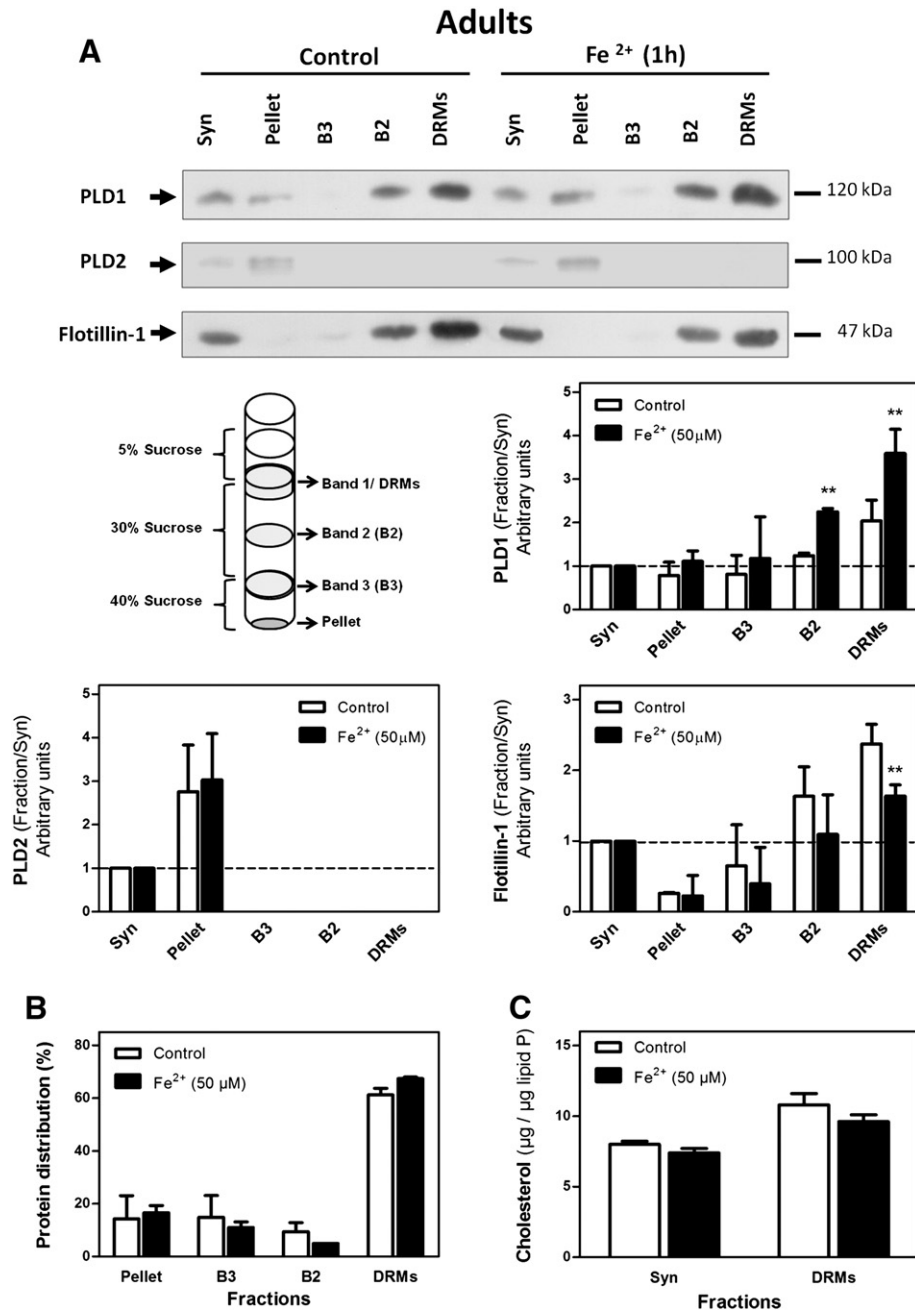 Adults
A
Control
Fe 2+ (1h)
Syn Pellet B3 B2 DRMs Syn Pellet B3 B2 DRMs
PLD1
120 kDa
PLD2
100 kDa
Flotillin-1
47 kDa
5% Sucrose
30% Sucrose
40% Sucrose
Band 1/ DRMs
Band 2 (B2)
Band 3 (B3)
Pellet
PLD1 (Fraction/Syn)
Arbitrary units
5
4
3
2
1
0
Control
Fe2+ (50µM)
**
**
Syn Pellet B3 B2 DRMs
PLD2 (Fraction/Syn)
Arbitrary units
5
4
3
2
1
0
Control
Fe2+ (50µM)
Syn Pellet B3 B2 DRMs
Flotillin-1 (Fraction/Syn)
Arbitrary units
3
2
1
0
Control
Fe2+ (50µM)
**
Syn Pellet B3 B2 DRMs
B
Protein distribution (%)
80
60
40
20
0
Control
Fe2+ (50 µM)
Pellet B3 B2 DRMs
Fractions
C
Cholesterol (µg / µg lipid P)
15
10
5
0
Control
Fe2+ (50 µM)
Syn DRMs
Fractions